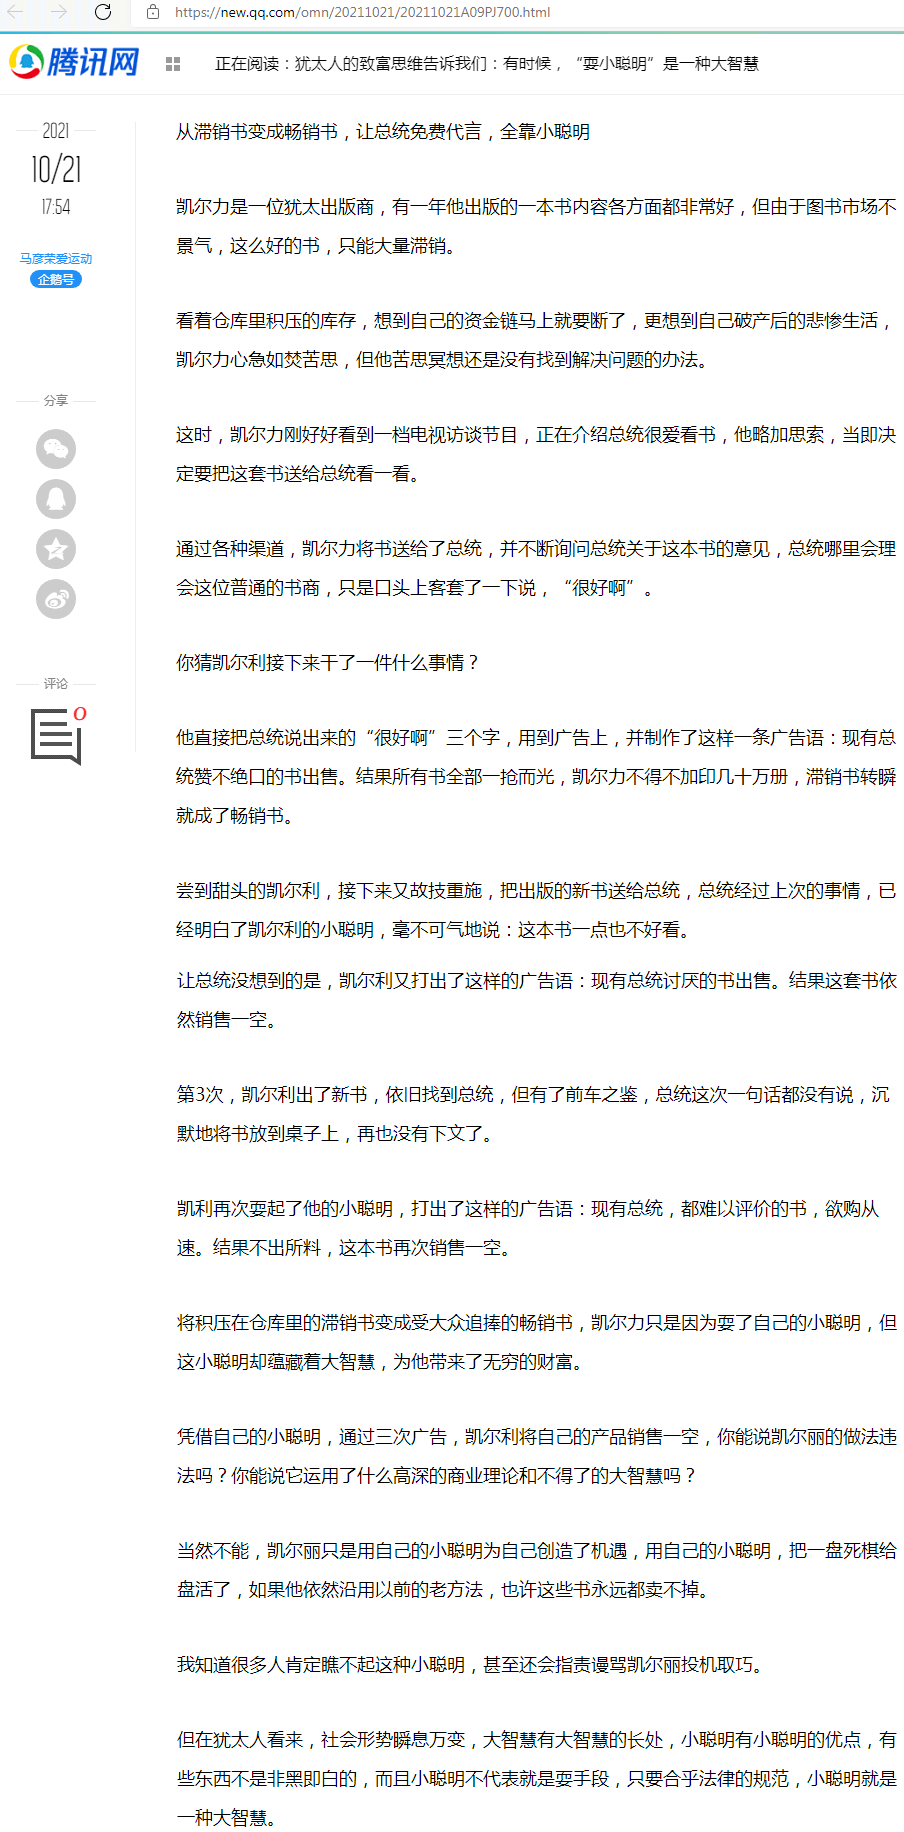 https://new.qq.com/omn/20211021/20211021A09PJ700.html
腾讯网
正在阅读：犹太人的致富思维告诉我们：有时候，“耍小聪明”是一种大智慧
2021
10/21
17:54
马彦荣爱运动
企鹅号
分享
评论
0
从滞销书变成畅销书，让总统免费代言，全靠小聪明
凯尔力是一位犹太出版商，有一年他出版的一本书内容各方面都非常好，但由于图书市场不
景气，这么好的书，只能大量滞销。
看着仓库里积压的库存，想到自己的资金链马上就要断了，更想到自己破产后的悲惨生活，
凯尔力心急如焚苦思，但他苦思冥想还是没有找到解决问题的办法。
这时，凯尔力刚好好看到一档电视访谈节目，正在介绍总统很爱看书，他略加思索，当即决
定要把这套书送给总统看一看。
通过各种渠道，凯尔力将书送给了总统，并不断询问总统关于这本书的意见，总统哪里会理
会这位普通的书商，只是口头上客套了一下说，“很好啊”。
你猜凯尔利接下来干了一件什么事情？
他直接把总统说出来的“很好啊”三个字，用到广告上，并制作了这样一条广告语：现有总
统赞不绝口的书出售。结果所有书全部一抢而光，凯尔力不得不加印几十万册，滞销书转瞬
就成了畅销书。
尝到甜头的凯尔利，接下来又故技重施，把出版的新书送给总统，总统经过上次的事情，已
经明白了凯尔利的小聪明，毫不可气地说：这本书一点也不好看。
让总统没想到的是，凯尔利又打出了这样的广告语：现有总统讨厌的书出售。结果这套书依
然销售一空。
第3次，凯尔利出了新书，依旧找到总统，但有了前车之鉴，总统这次一句话都没有说，沉
默地将书放到桌子上，再也没有下文了。
凯利再次耍起了他的小聪明，打出了这样的广告语：现有总统，都难以评价的书，欲购从
速。结果不出所料，这本书再次销售一空。
将积压在仓库里的滞销书变成受大众追捧的畅销书，凯尔力只是因为耍了自己的小聪明，但
这小聪明却蕴藏着大智慧，为他带来了无穷的财富。
凭借自己的小聪明，通过三次广告，凯尔利将自己的产品销售一空，你能说凯尔丽的做法违
法吗？你能说它运用了什么高深的商业理论和不得了的大智慧吗？
当然不能，凯尔丽只是用自己的小聪明为自己创造了机遇，用自己的小聪明，把一盘死棋给
盘活了，如果他依然沿用以前的老方法，也许这些书永远都卖不掉。
我知道很多人肯定瞧不起这种小聪明，甚至还会指责谩骂凯尔丽投机取巧。
但在犹太人看来，社会形势瞬息万变，大智慧有大智慧的长处，小聪明有小聪明的优点，有
些东西不是非黑即白的，而且小聪明不代表就是耍手段，只要合乎法律的规范，小聪明就是
一种大智慧。